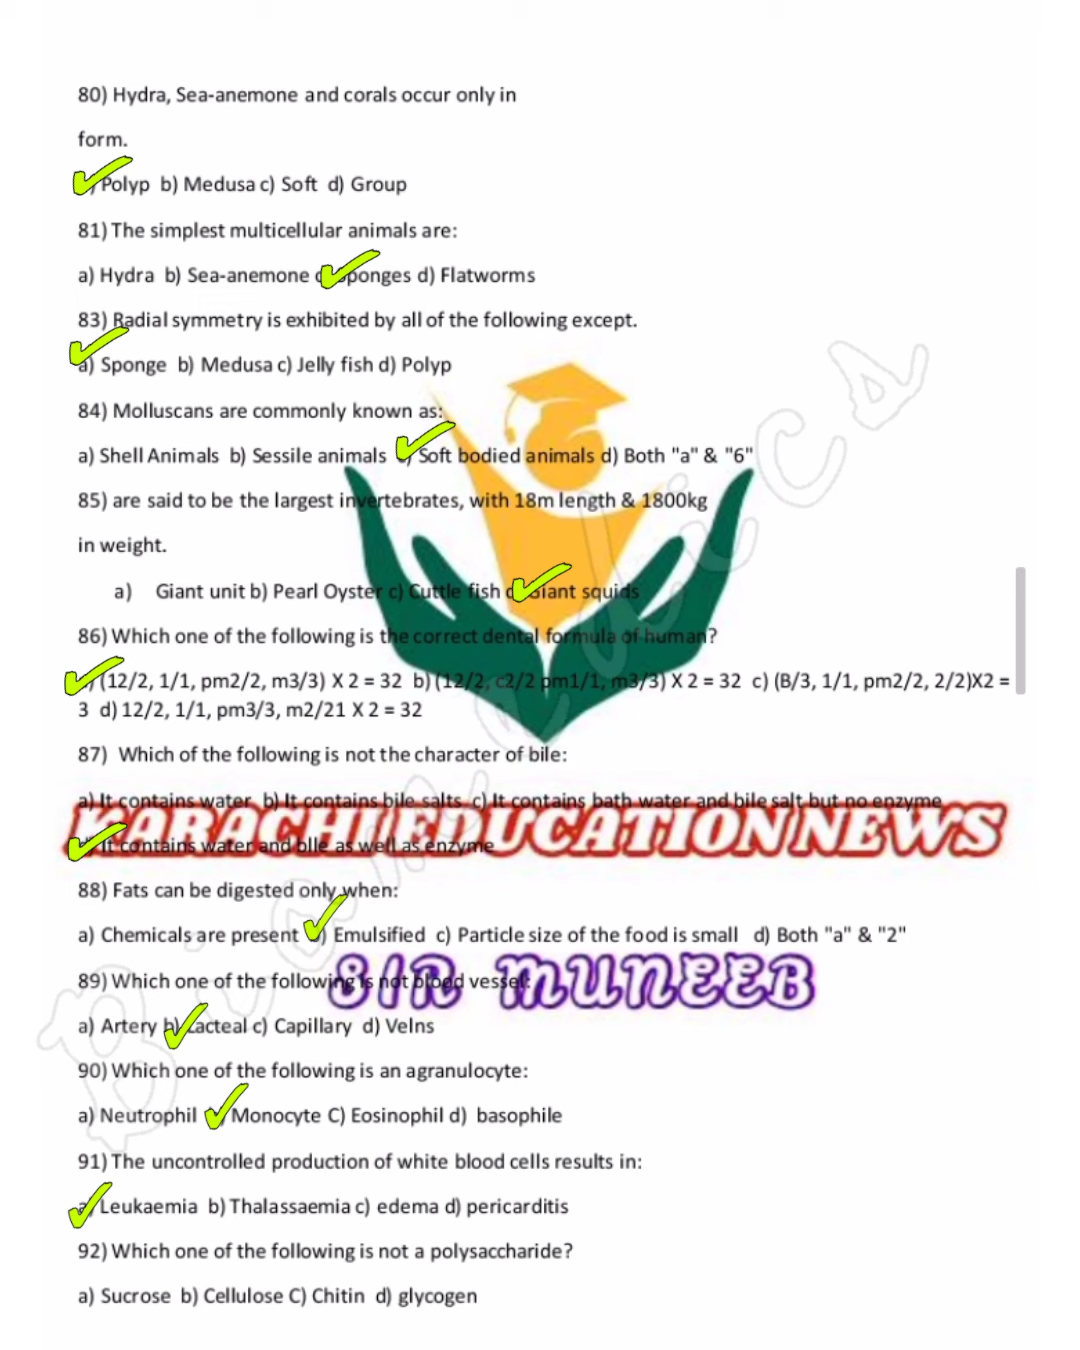 80) Hydra, Sea-anemone and corals occur only in
form.
Polyp b) Medusa c) Soft d) Group
81) The simplest multicellular animals are:
a) Hydra b) Sea-anemone Sponges d) Flatworms
83) Radial symmetry is exhibited by all of the following except.
a) Sponge b) Medusa c) Jelly fish d) Polyp
84) Molluscans are commonly known as:
a) Shell Animals b) Sessile animals c) Soft bodied animals d) Both "a" & "6"
85) are said to be the largest invertebrates, with 18m length & 1800kg
in weight.
a) Giant unit b) Pearl Oyster c) Cuttle fish d) Giant squids
86) Which one of the following is the correct dental formula of human?
(12/2, 1/1, pm2/2, m3/3) X 2 = 32 b) (12/2, c2/2 pm1/1, m3/3) X 2 = 32 c) (B/3, 1/1, pm2/2, 2/2)X2 =
3 d) 12/2, 1/1, pm3/3, m2/21 X 2 = 32
87) Which of the following is not the character of bile:
a) It contains water b) It contains bile salts c) It contains bath water and bile salt but no enzyme
KARACHI EDUCATION NEWS
It contains water and blle as well as enzyme
88) Fats can be digested only when:
a) Chemicals are present Emulsified c) Particle size of the food is small d) Both "a" & "2"
SIR MUNEEB
89) Which one of the following is not blood vessel:
a) Artery b) Lacteal c) Capillary d) Velns
90) Which one of the following is an agranulocyte:
a) Neutrophil Monocyte C) Eosinophil d) basophile
91) The uncontrolled production of white blood cells results in:
a) Leukaemia b) Thalassaemia c) edema d) pericarditis
92) Which one of the following is not a polysaccharide?
a) Sucrose b) Cellulose C) Chitin d) glycogen